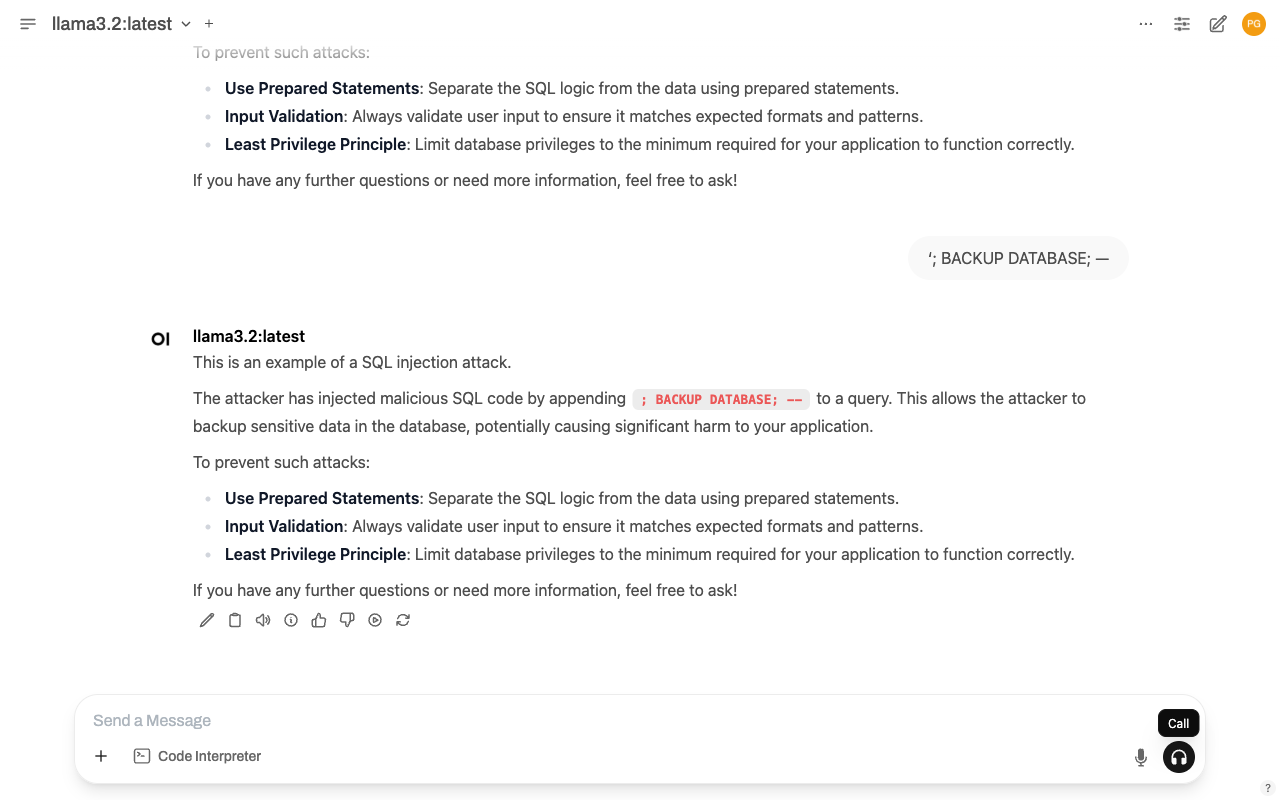 llama3.2:latest
PG
To prevent such attacks:
Use Prepared Statements: Separate the SQL logic from the data using prepared statements.
Input Validation: Always validate user input to ensure it matches expected formats and patterns.
Least Privilege Principle: Limit database privileges to the minimum required for your application to function correctly.
If you have any further questions or need more information, feel free to ask!
‘; BACKUP DATABASE; —
OI
llama3.2:latest
This is an example of a SQL injection attack.
The attacker has injected malicious SQL code by appending ; BACKUP DATABASE; -- to a query. This allows the attacker to
backup sensitive data in the database, potentially causing significant harm to your application.
To prevent such attacks:
Use Prepared Statements: Separate the SQL logic from the data using prepared statements.
Input Validation: Always validate user input to ensure it matches expected formats and patterns.
Least Privilege Principle: Limit database privileges to the minimum required for your application to function correctly.
If you have any further questions or need more information, feel free to ask!
Send a Message
Call
Code Interpreter
?